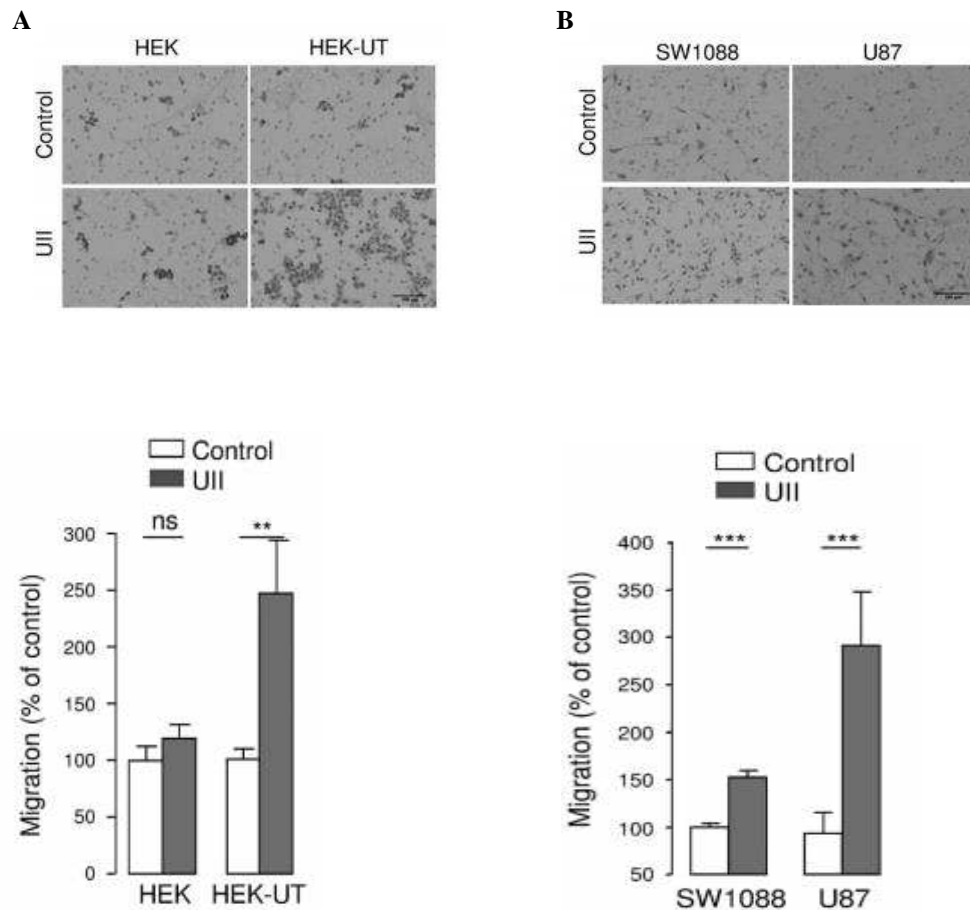 A
HEK HEK-UT
Control
UII
B
SW1088 U87
Control
UII
Control
UII
ns **
300
250
200
150
100
50
0
Migration (% of control)
HEK HEK-UT
Control
UII
*** ***
400
350
300
250
200
150
100
50
Migration (% of control)
SW1088 U87